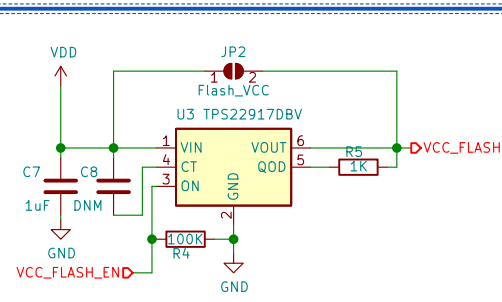 VDD
JP2
1 2
Flash_VCC
U3 TPS22917DBV
1 VIN VOUT 6
C7 C8 4 CT QOD 5 R5 1K
VCC_FLASH
3 ON
GND
1uF DNM
2
100K
R4
GND
VCC_FLASH_EN
GND